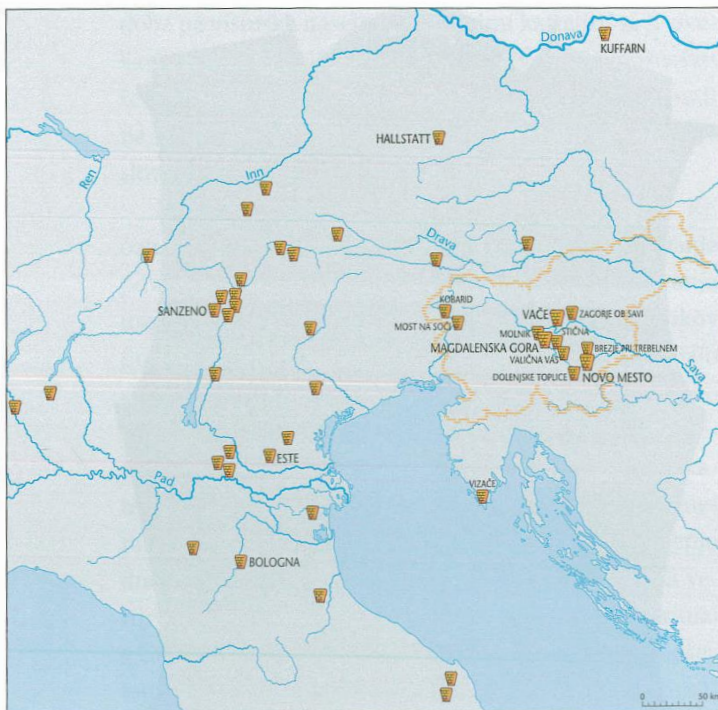 Donava
KUFFARN
HALLSTATT
Ren
Inn
Drava
SANZENO
KOBARID
MOST NA SOČI
VAČE
ZAGORJE OB SAVI
MOLNIK
STIČNA
MAGDALENSKA GORA
BREZJE PRI TREBELNEM
VALIČNA VAS
Sava
DOLENJSKE TOPLICE
NOVO MESTO
ESTE
Pad
VIZAČE
BOLOGNA
0 50 km